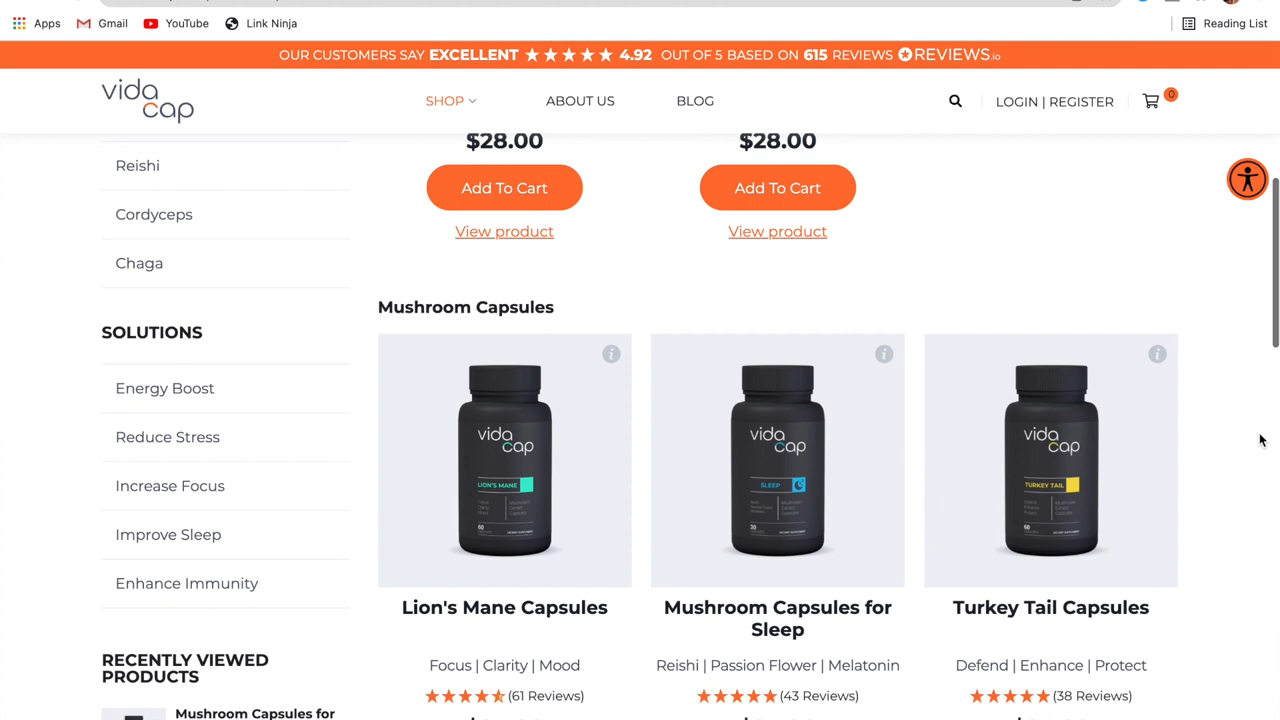 Apps Gmail YouTube Link Ninja Reading List
OUR CUSTOMERS SAY EXCELLENT 4.92 OUT OF 5 BASED ON 615 REVIEWS REVIEWS.io
vida cap
SHOP ABOUT US BLOG LOGIN | REGISTER 0
Reishi
Cordyceps
Chaga
SOLUTIONS
Energy Boost
Reduce Stress
Increase Focus
Improve Sleep
Enhance Immunity
RECENTLY VIEWED
PRODUCTS
Mushroom Capsules for
$28.00 $28.00
Add To Cart Add To Cart
View product View product
Mushroom Capsules
vida cap
LION'S MANE
60
vida cap
SLEEP
30
vida cap
TURKEY TAIL
60
Lion's Mane Capsules
Focus | Clarity | Mood
(61 Reviews)
Mushroom Capsules for
Sleep
Reishi | Passion Flower | Melatonin
(43 Reviews)
Turkey Tail Capsules
Defend | Enhance | Protect
(38 Reviews)